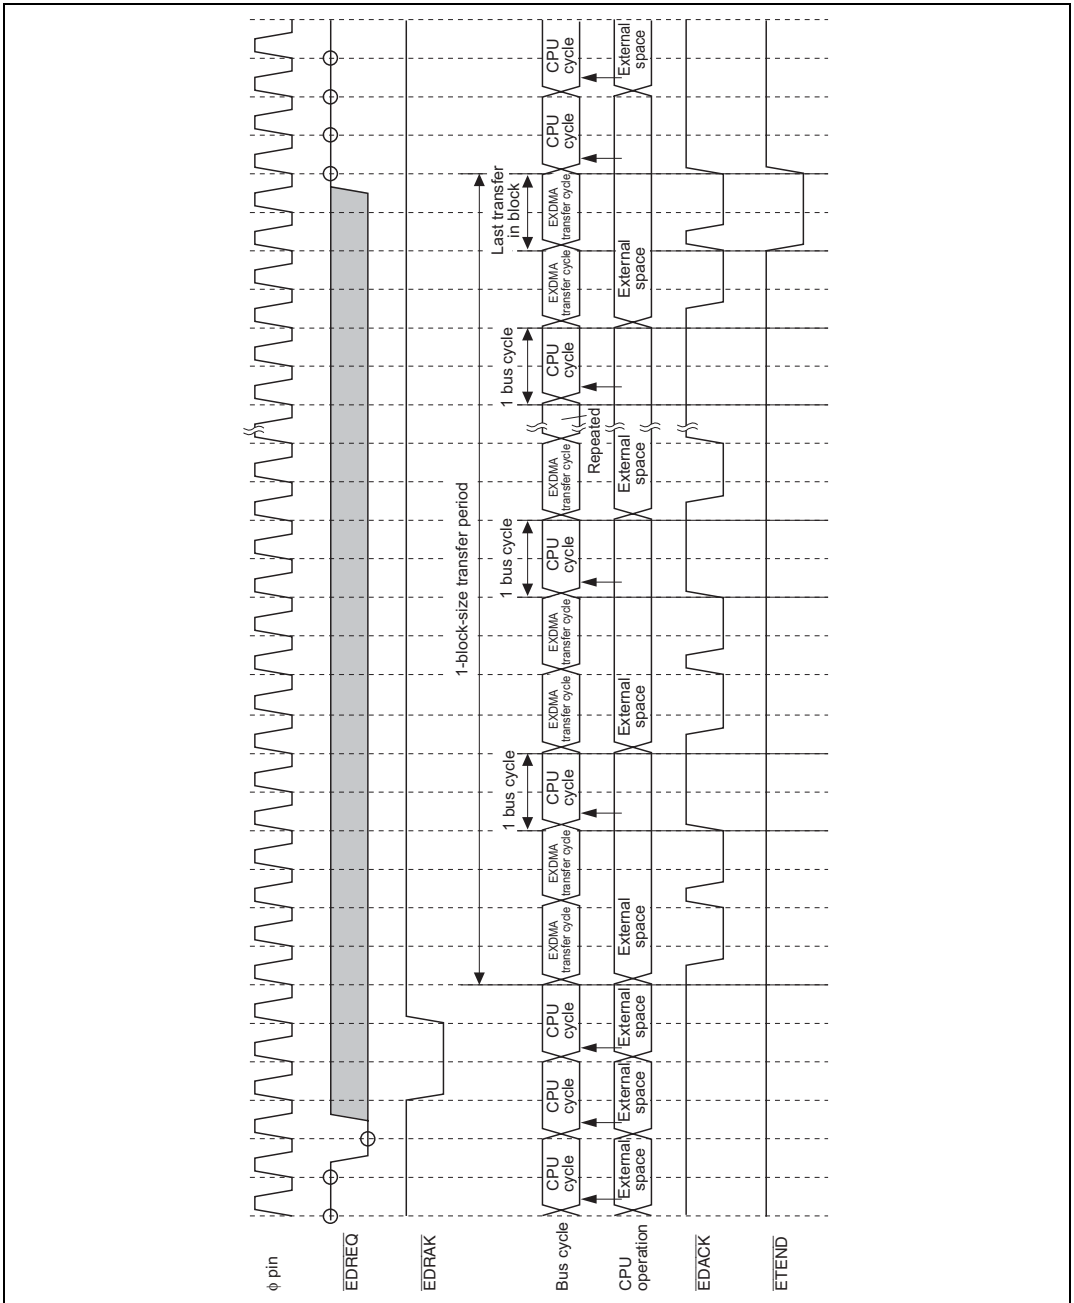 φ pin
EDREQ
EDRAK
1-block-size transfer period
Last transfer
in block
1 bus cycle
1 bus cycle
1 bus cycle
Bus cycle
CPU
cycle
CPU
cycle
CPU
cycle
EXDMA
transfer cycle
EXDMA
transfer cycle
CPU
cycle
EXDMA
transfer cycle
EXDMA
transfer cycle
CPU
cycle
EXDMA
transfer cycle
Repeated
CPU
cycle
EXDMA
transfer cycle
EXDMA
transfer cycle
CPU
cycle
CPU
cycle
CPU
operation
External
space
External
space
External
space
External
space
External
space
External
space
External
space
External
space
EDACK
ETEND